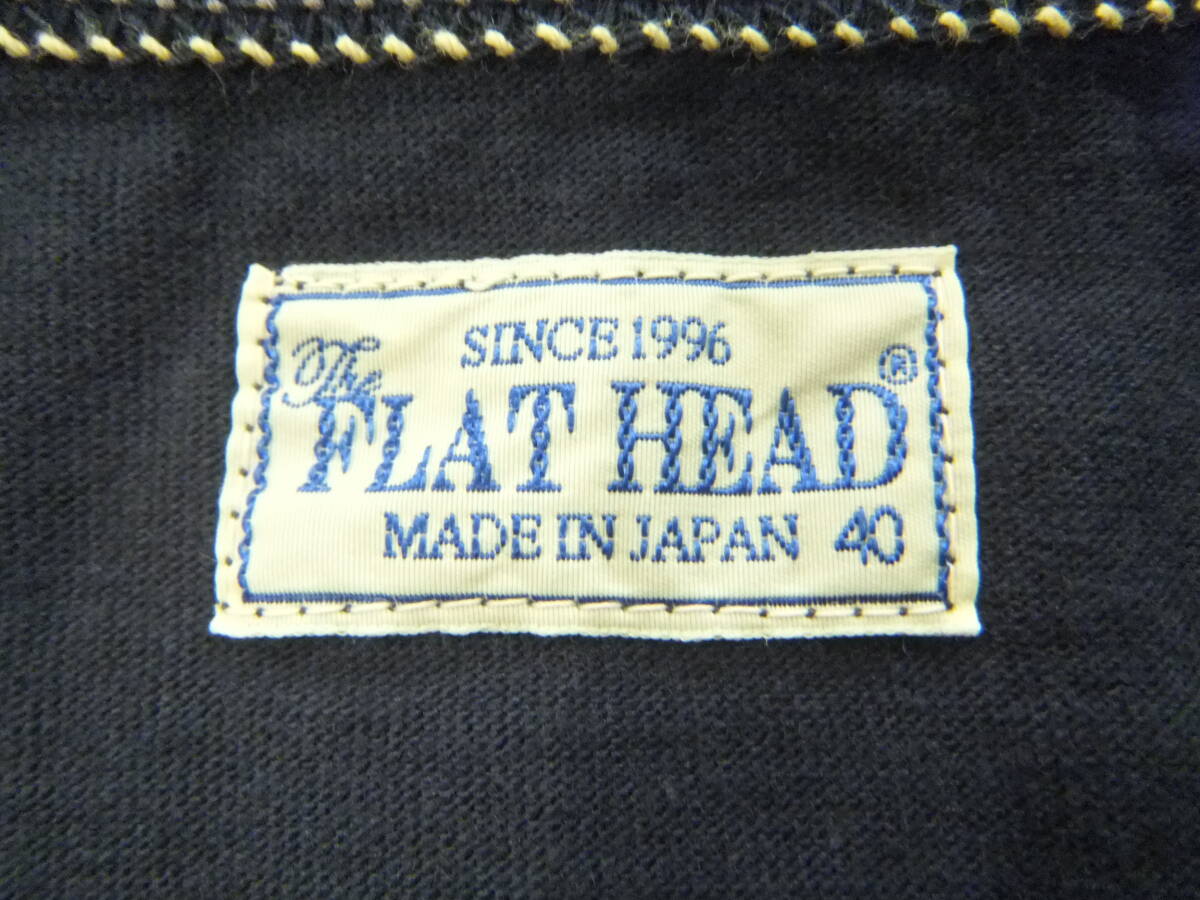 SINCE 1996
The
FLAT HEAD®
MADE IN JAPAN 40